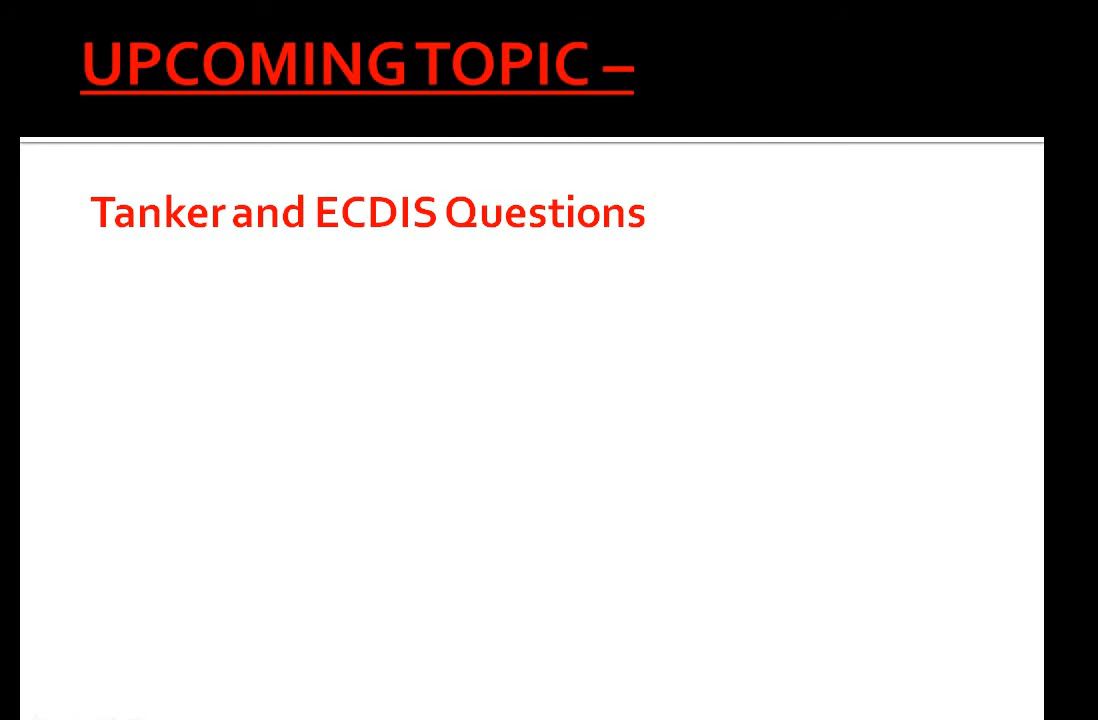 UPCOMING TOPIC –
Tanker and ECDIS Questions